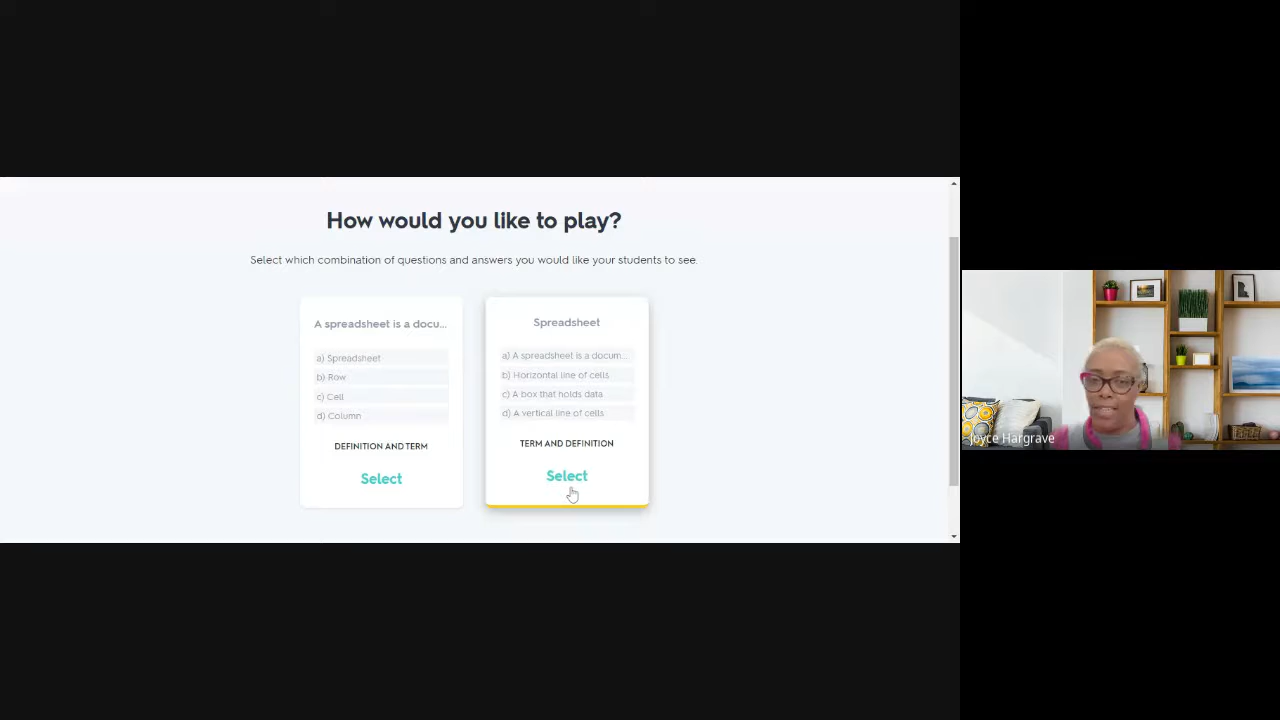 How would you like to play?
Select which combination of questions and answers you would like your students to see.
A spreadsheet is a docu...
a) Spreadsheet
b) Row
c) Cell
d) Column
DEFINITION AND TERM
Select
Spreadsheet
a) A spreadsheet is a docum...
b) Horizontal line of cells
c) A box that holds data
d) A vertical line of cells
TERM AND DEFINITION
Select
Joyce Hargrave